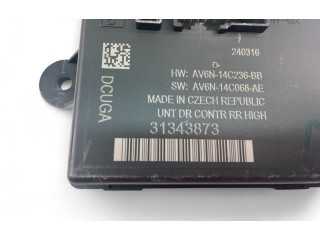 240316
HW: AV6N-14C236-BB
SW: AV6N-14C068-AE
MADE IN CZECH REPUBLIC
UNT DR CONTR RR HIGH
31343873
DCUGA